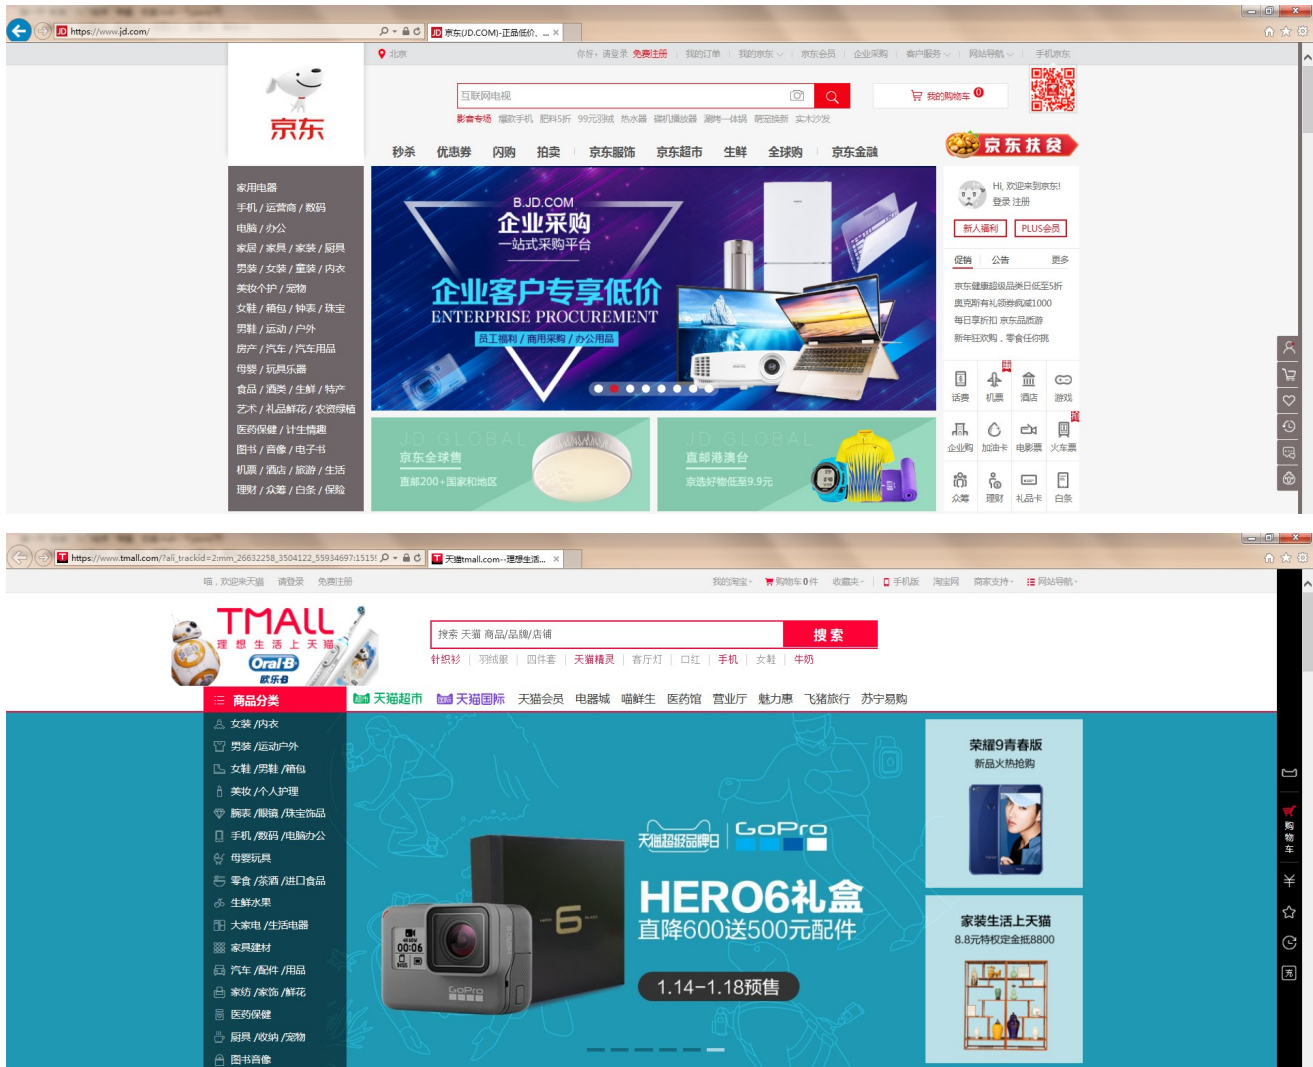 https://www.jd.com/
京东(JD.COM)-正品低价、...
北京
你好，请登录 免费注册 我的订单 我的京东 京东会员 企业采购 客户服务 网站导航 手机京东
京东
互联网电视
我的购物车 0
影音专场 爆款手机 肥料5折 99元羽绒 热水器 碟机播放器 涮烤一体锅 萌宠换新 实木沙发
秒杀 优惠券 闪购 拍卖 京东服饰 京东超市 生鲜 全球购 京东金融
京东扶贫
家用电器
手机 / 运营商 / 数码
电脑 / 办公
家居 / 家具 / 家装 / 厨具
男装 / 女装 / 童装 / 内衣
美妆个护 / 宠物
女鞋 / 箱包 / 钟表 / 珠宝
男鞋 / 运动 / 户外
房产 / 汽车 / 汽车用品
母婴 / 玩具乐器
食品 / 酒类 / 生鲜 / 特产
艺术 / 礼品鲜花 / 农资绿植
医药保健 / 计生情趣
图书 / 音像 / 电子书
机票 / 酒店 / 旅游 / 生活
理财 / 众筹 / 白条 / 保险
B.JD.COM
企业采购
一站式采购平台
企业客户专享低价
ENTERPRISE PROCUREMENT
员工福利 / 商用采购 / 办公用品
JD GLOBAL
京东全球售
直邮200+国家和地区
JD GLOBAL
直邮港澳台
京选好物低至9.9元
Hi, 欢迎来到京东!
登录 注册
新人福利 PLUS会员
促销 公告 更多
京东健康超级品类日低至5折
奥克斯有礼领券疯减1000
每日享折扣 京东品质游
新年狂欢购，零食任你挑
话费 机票 酒店 游戏
企业购 加油卡 电影票 火车票
众筹 理财 礼品卡 白条
https://www.tmall.com/?ali_trackid=2:mm_26632258_3504122_55934697:1515
天猫tmall.com--理想生活...
喵，欢迎来天猫 请登录 免费注册
我的淘宝 购物车0件 收藏夹 手机版 淘宝网 商家支持 网站导航
TMALL
理想生活上天猫
Oral-B
欧乐B
搜索 天猫 商品/品牌/店铺
搜索
针织衫 羽绒服 四件套 天猫精灵 客厅灯 口红 手机 女鞋 牛奶
商品分类
天猫超市 天猫国际 天猫会员 电器城 喵鲜生 医药馆 营业厅 魅力惠 飞猪旅行 苏宁易购
女装 /内衣
男装 /运动户外
女鞋 /男鞋 /箱包
美妆 /个人护理
腕表 /眼镜 /珠宝饰品
手机 /数码 /电脑办公
母婴玩具
零食 /茶酒 /进口食品
生鲜水果
大家电 /生活电器
家具建材
汽车 /配件 /用品
家纺 /家饰 /鲜花
医药保健
厨具 /收纳 /宠物
图书音像
00:06
GoPro
6
天猫超级品牌日 GoPro
HERO6礼盒
直降600送500元配件
1.14-1.18预售
荣耀9青春版
新品火热抢购
家装生活上天猫
8.8元特权定金抵8800
购物车
充